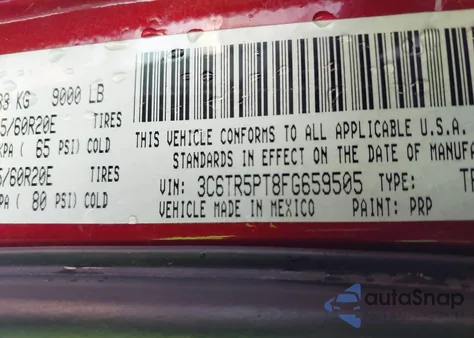 83 KG 9000 LB
5/60R20E TIRES
KPA ( 65 PSI) COLD
5/60R20E TIRES
KPA ( 80 PSI) COLD
THIS VEHICLE CONFORMS TO ALL APPLICABLE U.S.A.
STANDARDS IN EFFECT ON THE DATE OF MANUFA
VIN: 3C6TR5PT8FG659505 TYPE: TR
VEHICLE MADE IN MEXICO PAINT: PRP
autoSnap